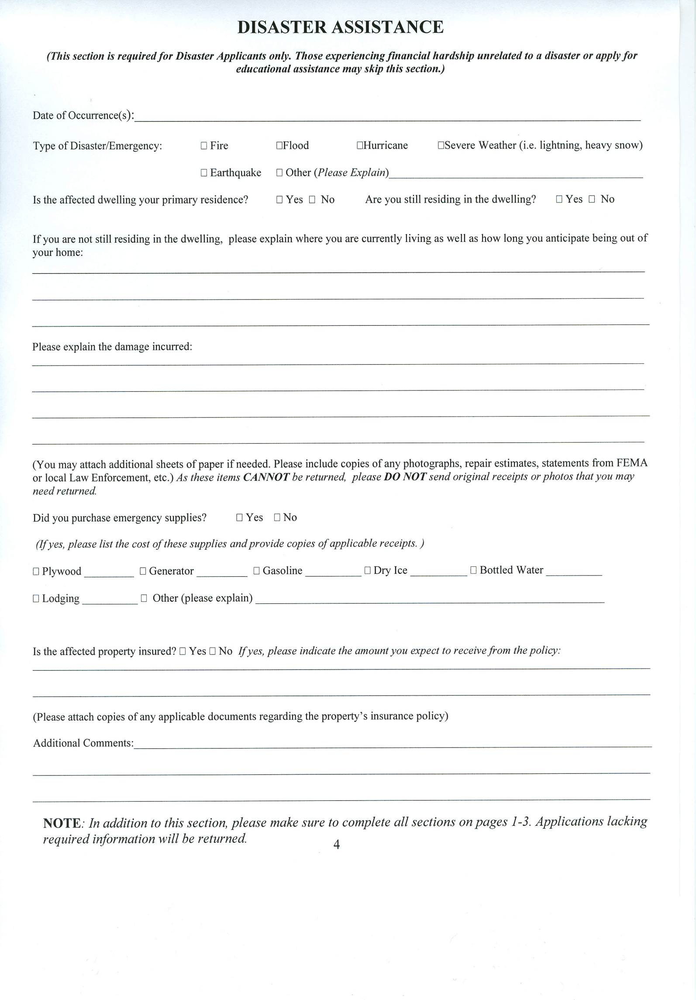 DISASTER ASSISTANCE
(This section is required for Disaster Applicants only. Those experiencing financial hardship unrelated to a disaster or apply for
educational assistance may skip this section.)
Date of Occurrence(s):
Type of Disaster/Emergency: □ Fire □Flood □Hurricane □Severe Weather (i.e. lightning, heavy snow)
□ Earthquake □ Other (Please Explain)
Is the affected dwelling your primary residence? □ Yes □ No Are you still residing in the dwelling? □ Yes □ No
If you are not still residing in the dwelling, please explain where you are currently living as well as how long you anticipate being out of
your home:
Please explain the damage incurred:
(You may attach additional sheets of paper if needed. Please include copies of any photographs, repair estimates, statements from FEMA
or local Law Enforcement, etc.) As these items CANNOT be returned, please DO NOT send original receipts or photos that you may
need returned.
Did you purchase emergency supplies? □ Yes □ No
(If yes, please list the cost of these supplies and provide copies of applicable receipts. )
□ Plywood ________ □ Generator ________ □ Gasoline ________ □ Dry Ice ________ □ Bottled Water ________
□ Lodging ________ □ Other (please explain) ________
Is the affected property insured? □ Yes □ No If yes, please indicate the amount you expect to receive from the policy:
(Please attach copies of any applicable documents regarding the property's insurance policy)
Additional Comments:
NOTE: In addition to this section, please make sure to complete all sections on pages 1-3. Applications lacking
required information will be returned.
4